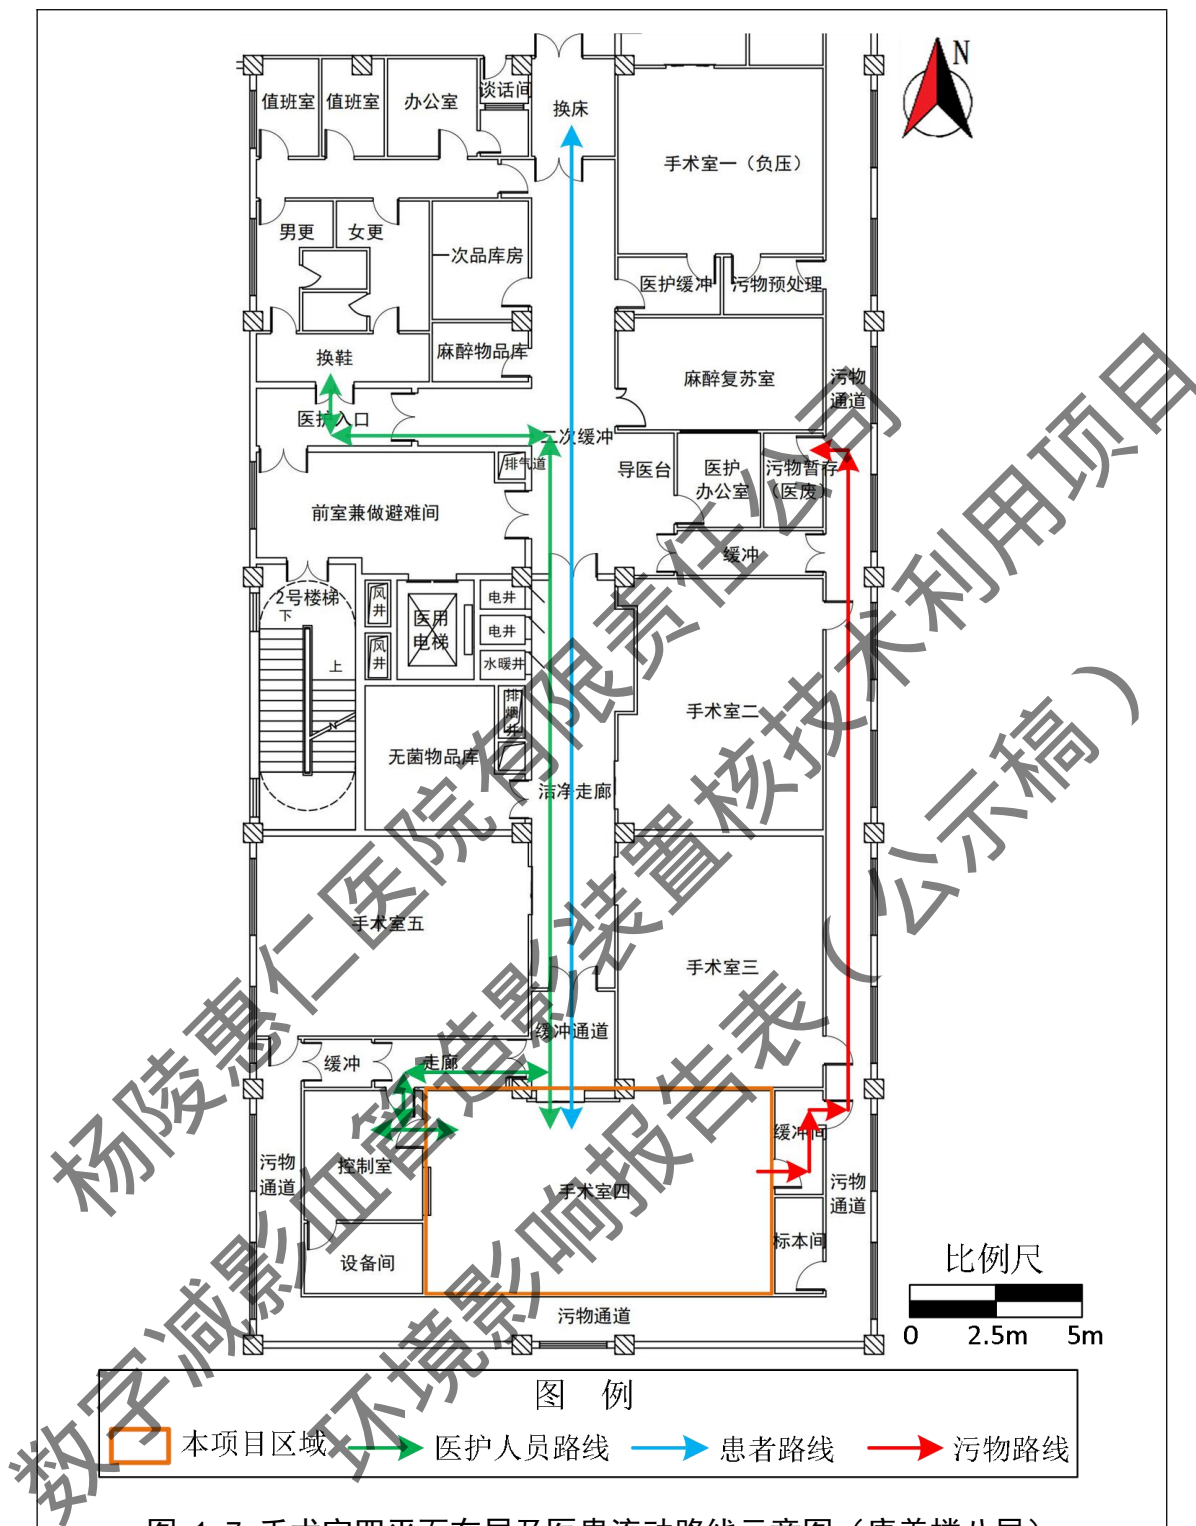 N
值班室
值班室
办公室
谈话间
换床
手术室一（负压）
男更
女更
一次品库房
医护缓冲
污物预处理
换鞋
麻醉物品库
麻醉复苏室
污物
通道
医护入口
二次缓冲
排气道
导医台
医护
办公室
污物暂存
（医废）
前室兼做避难间
缓冲
2号楼梯
下
上
风
井
风
井
医用
电梯
电井
电井
水暖井
排
烟
井
手术室二
无菌物品库
洁净走廊
手术室五
手术室三
缓冲通道
缓冲
走廊
缓冲间
污物
通道
控制室
手术室四
污物
通道
标本间
设备间
污物通道
比例尺
0 2.5m 5m
图 例
本项目区域
医护人员路线
患者路线
污物路线
杨陵惠仁医院有限责任公司
数字减影血管造影装置核技术利用项目
环境影响报告表（公示稿）